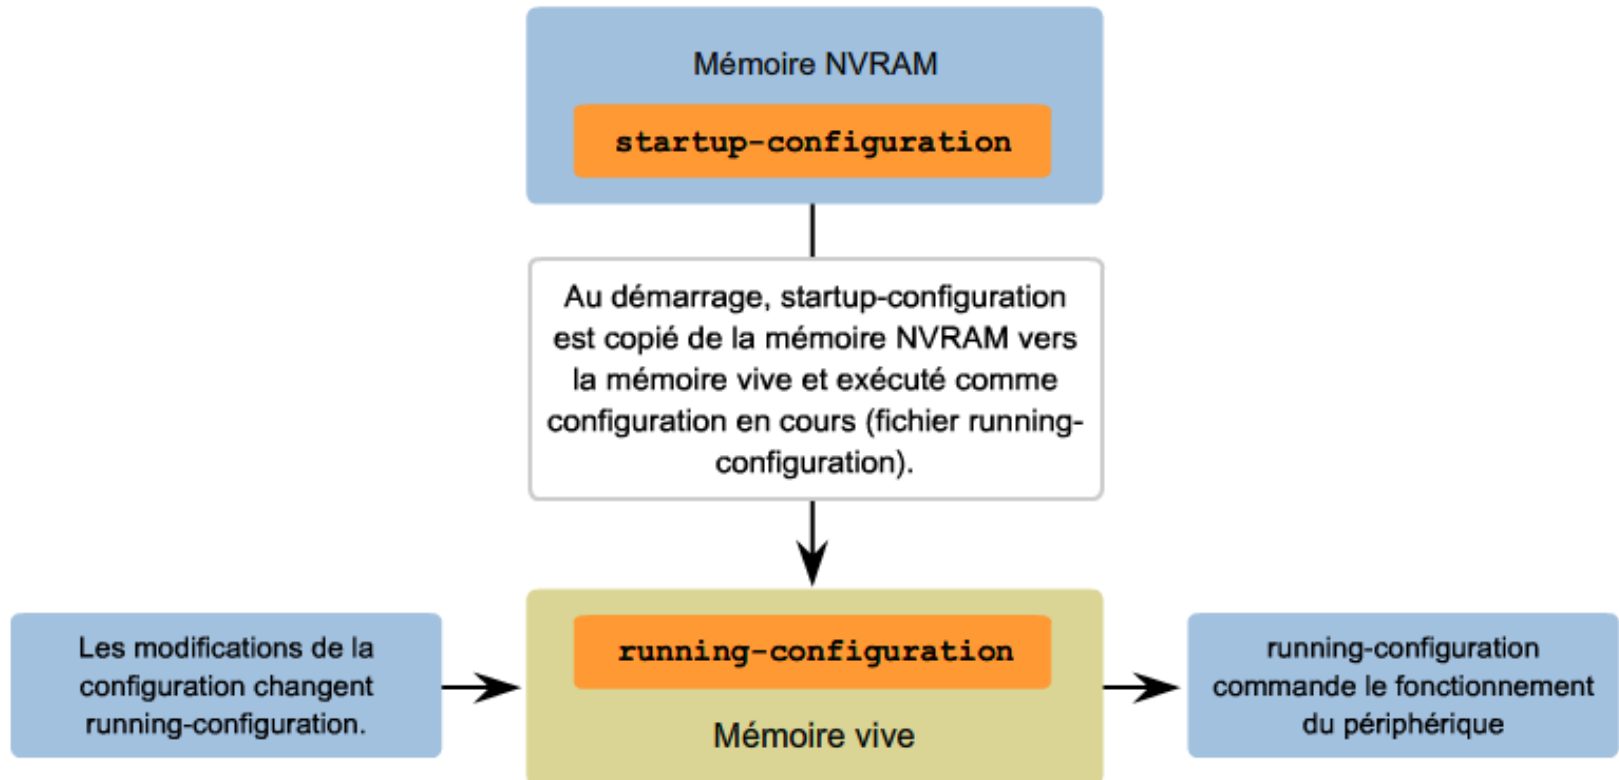 Mémoire NVRAM
startup-configuration
Au démarrage, startup-configuration
est copié de la mémoire NVRAM vers
la mémoire vive et exécuté comme
configuration en cours (fichier running-
configuration).
Les modifications de la
configuration changent
running-configuration.
running-configuration
Mémoire vive
running-configuration
commande le fonctionnement
du périphérique